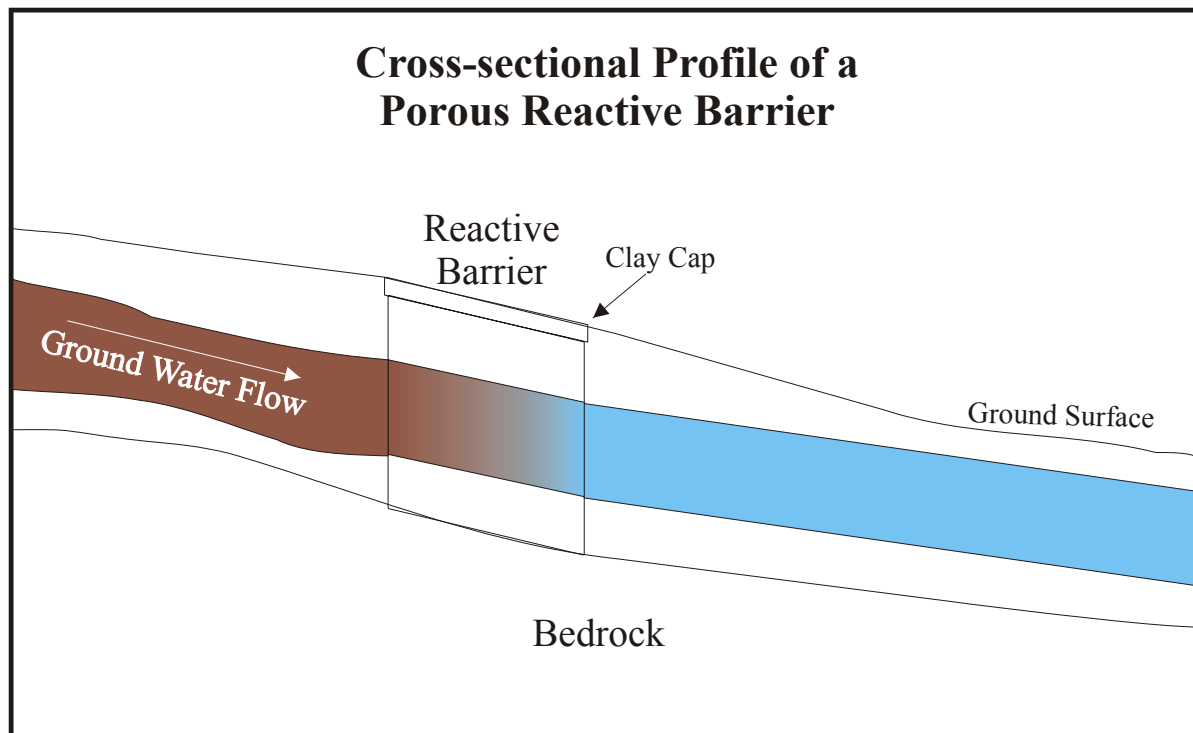 Cross-sectional Profile of a
Porous Reactive Barrier
Reactive
Barrier
Clay Cap
Ground Water Flow
Ground Surface
Bedrock